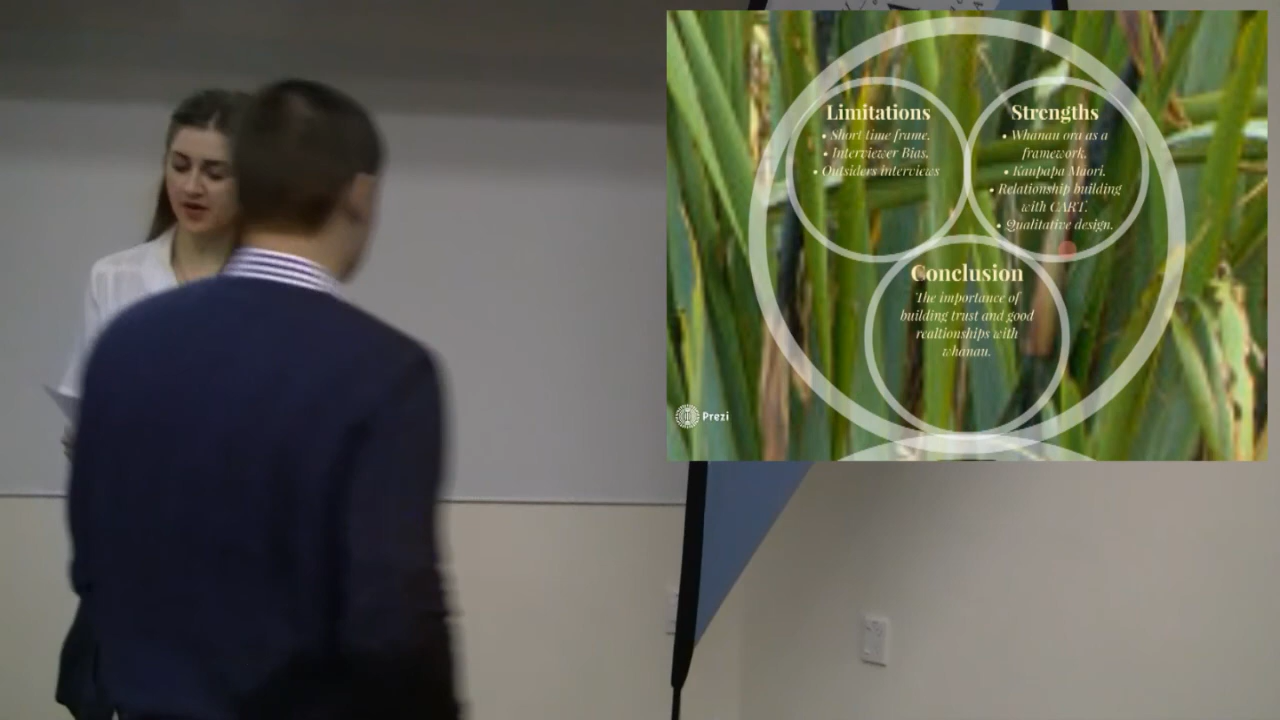 Limitations
• Short time frame.
• Interviewer Bias.
• Outsiders interviews
Strengths
• Whanau ora as a
framework.
• Kaupapa Maori.
• Relationship building
with CART.
• Qualitative design.
Conclusion
The importance of
building trust and good
realtionships with
whanau.
Prezi